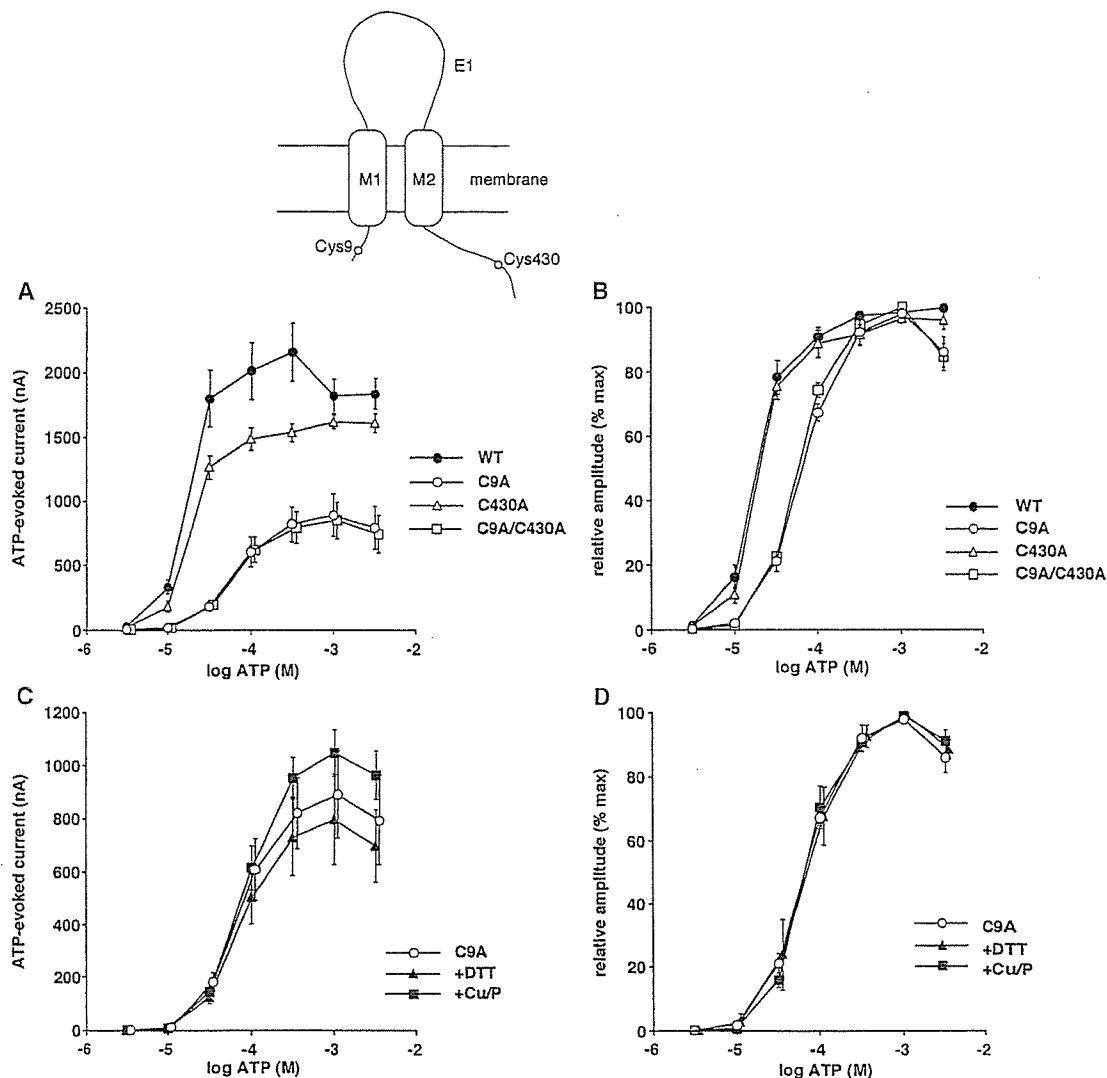 E1
M1
M2
membrane
Cys9
Cys430
A
2500
2000
1500
1000
500
0
-6
-5
-4
-3
-2
ATP-evoked current (nA)
log ATP (M)
WT
C9A
C430A
C9A/C430A
B
100
80
60
40
20
0
-6
-5
-4
-3
-2
relative amplitude (% max)
log ATP (M)
WT
C9A
C430A
C9A/C430A
C
1200
1000
800
600
400
200
0
-6
-5
-4
-3
-2
ATP-evoked current (nA)
log ATP (M)
C9A
+DTT
+Cu/P
D
100
80
60
40
20
0
-6
-5
-4
-3
-2
relative amplitude (% max)
log ATP (M)
C9A
+DTT
+Cu/P